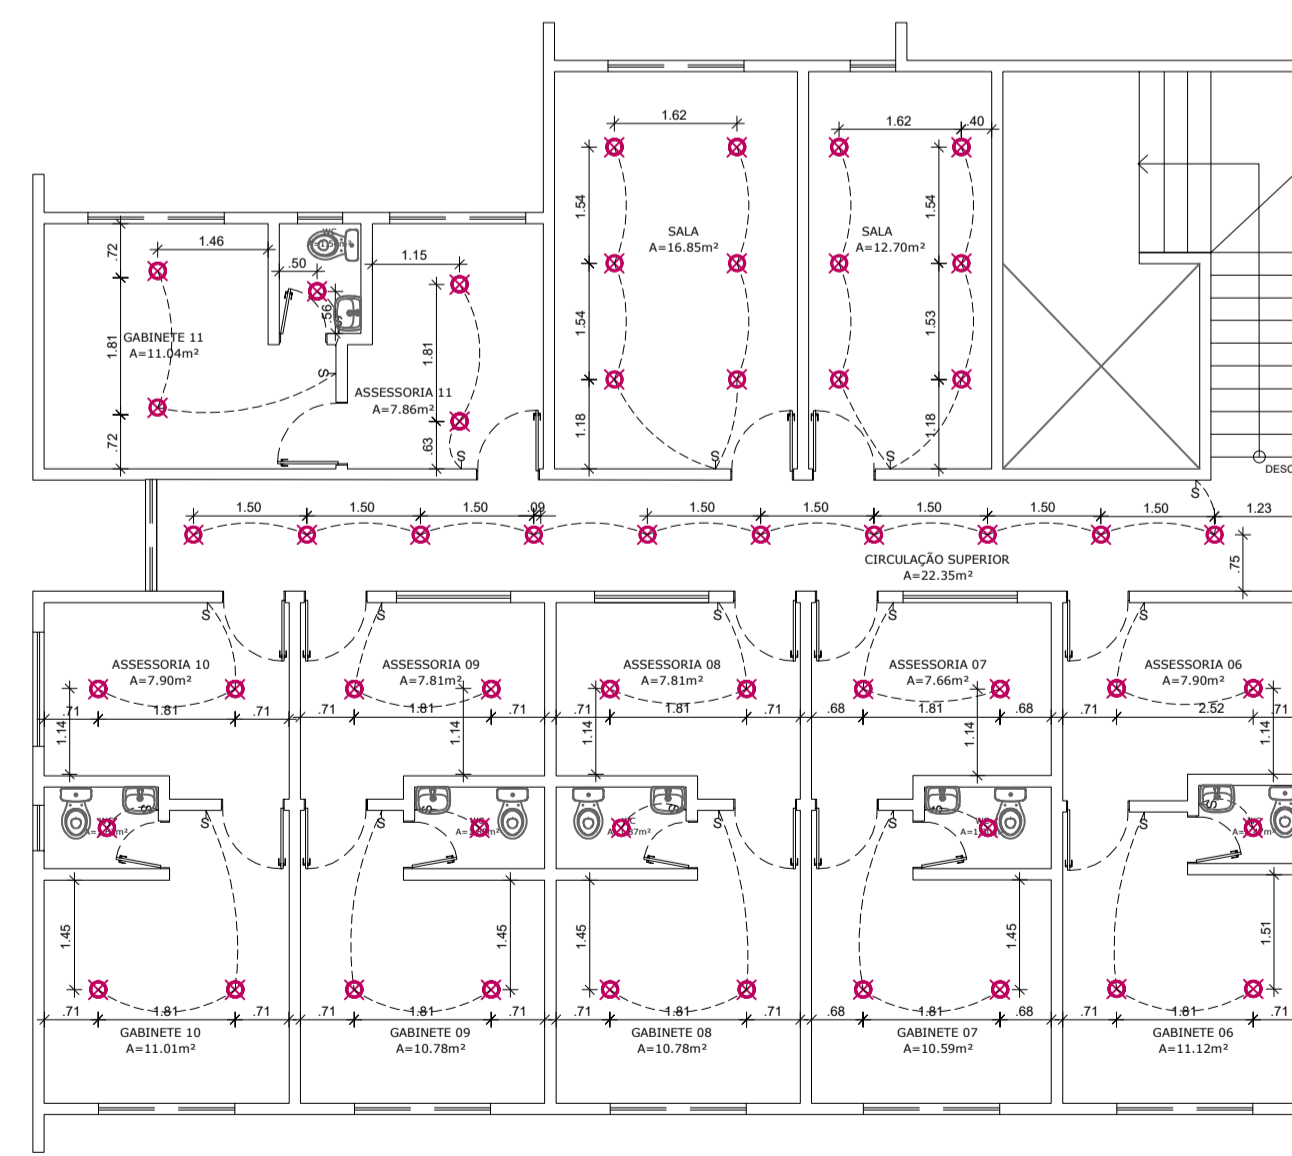 1.62
1.62
.40
1.54
1.54
1.18
SALA
A=16.85m²
1.54
1.53
1.18
SALA
A=12.70m²
.72
1.46
1.81
.72
GABINETE 11
A=11.04m²
WC
.50
.56
S
S
1.15
1.81
.63
ASSESSORIA 11
A=7.86m²
S
S
S
DESC
S
1.50
1.50
1.50
.09
1.50
1.50
1.50
1.50
1.50
1.23
.75
CIRCULAÇÃO SUPERIOR
A=22.35m²
S
S
S
S
S
ASSESSORIA 10
A=7.90m²
ASSESSORIA 09
A=7.81m²
ASSESSORIA 08
A=7.81m²
ASSESSORIA 07
A=7.66m²
ASSESSORIA 06
A=7.90m²
.71
1.81
.71
.71
1.81
.71
.71
1.81
.71
.68
1.81
.68
.71
2.52
.71
1.14
1.14
1.14
1.14
1.14
S
S
S
S
S
S
S
S
S
S
1.45
1.45
1.45
1.45
1.51
.71
1.81
.71
.71
1.81
.71
.71
1.81
.71
.68
1.81
.68
.71
1.81
.71
GABINETE 10
A=11.01m²
GABINETE 09
A=10.78m²
GABINETE 08
A=10.78m²
GABINETE 07
A=10.59m²
GABINETE 06
A=11.12m²